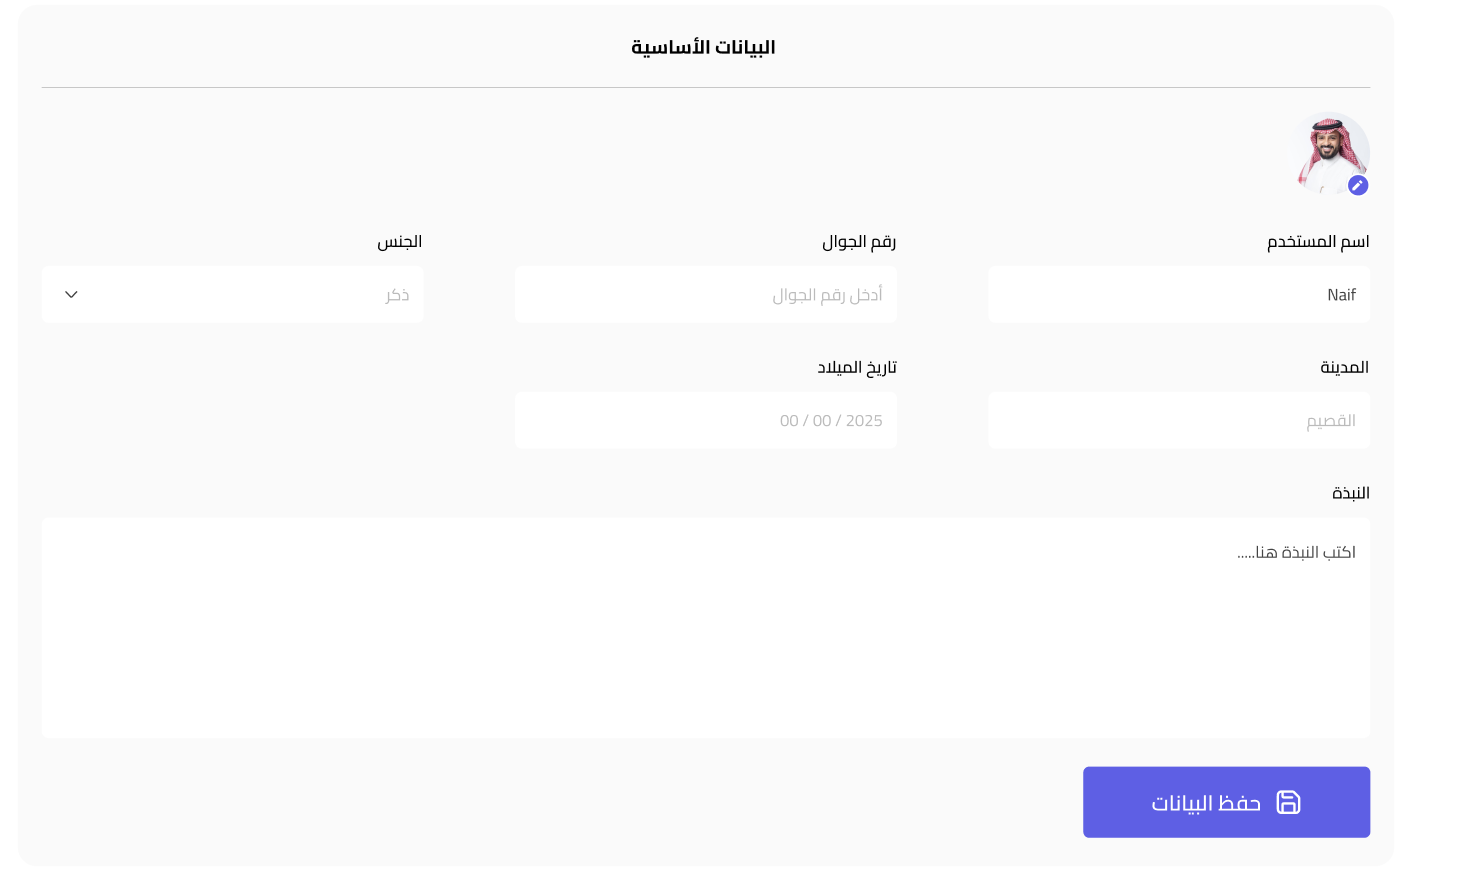 البيانات الأساسية
اسم المستخدم
رقم الجوال
الجنس
Naif
أدخل رقم الجوال
ذكر
المدينة
تاريخ الميلاد
القصيم
00 / 00 / 2025
النبذة
اكتب النبذة هنا.....
حفظ البيانات